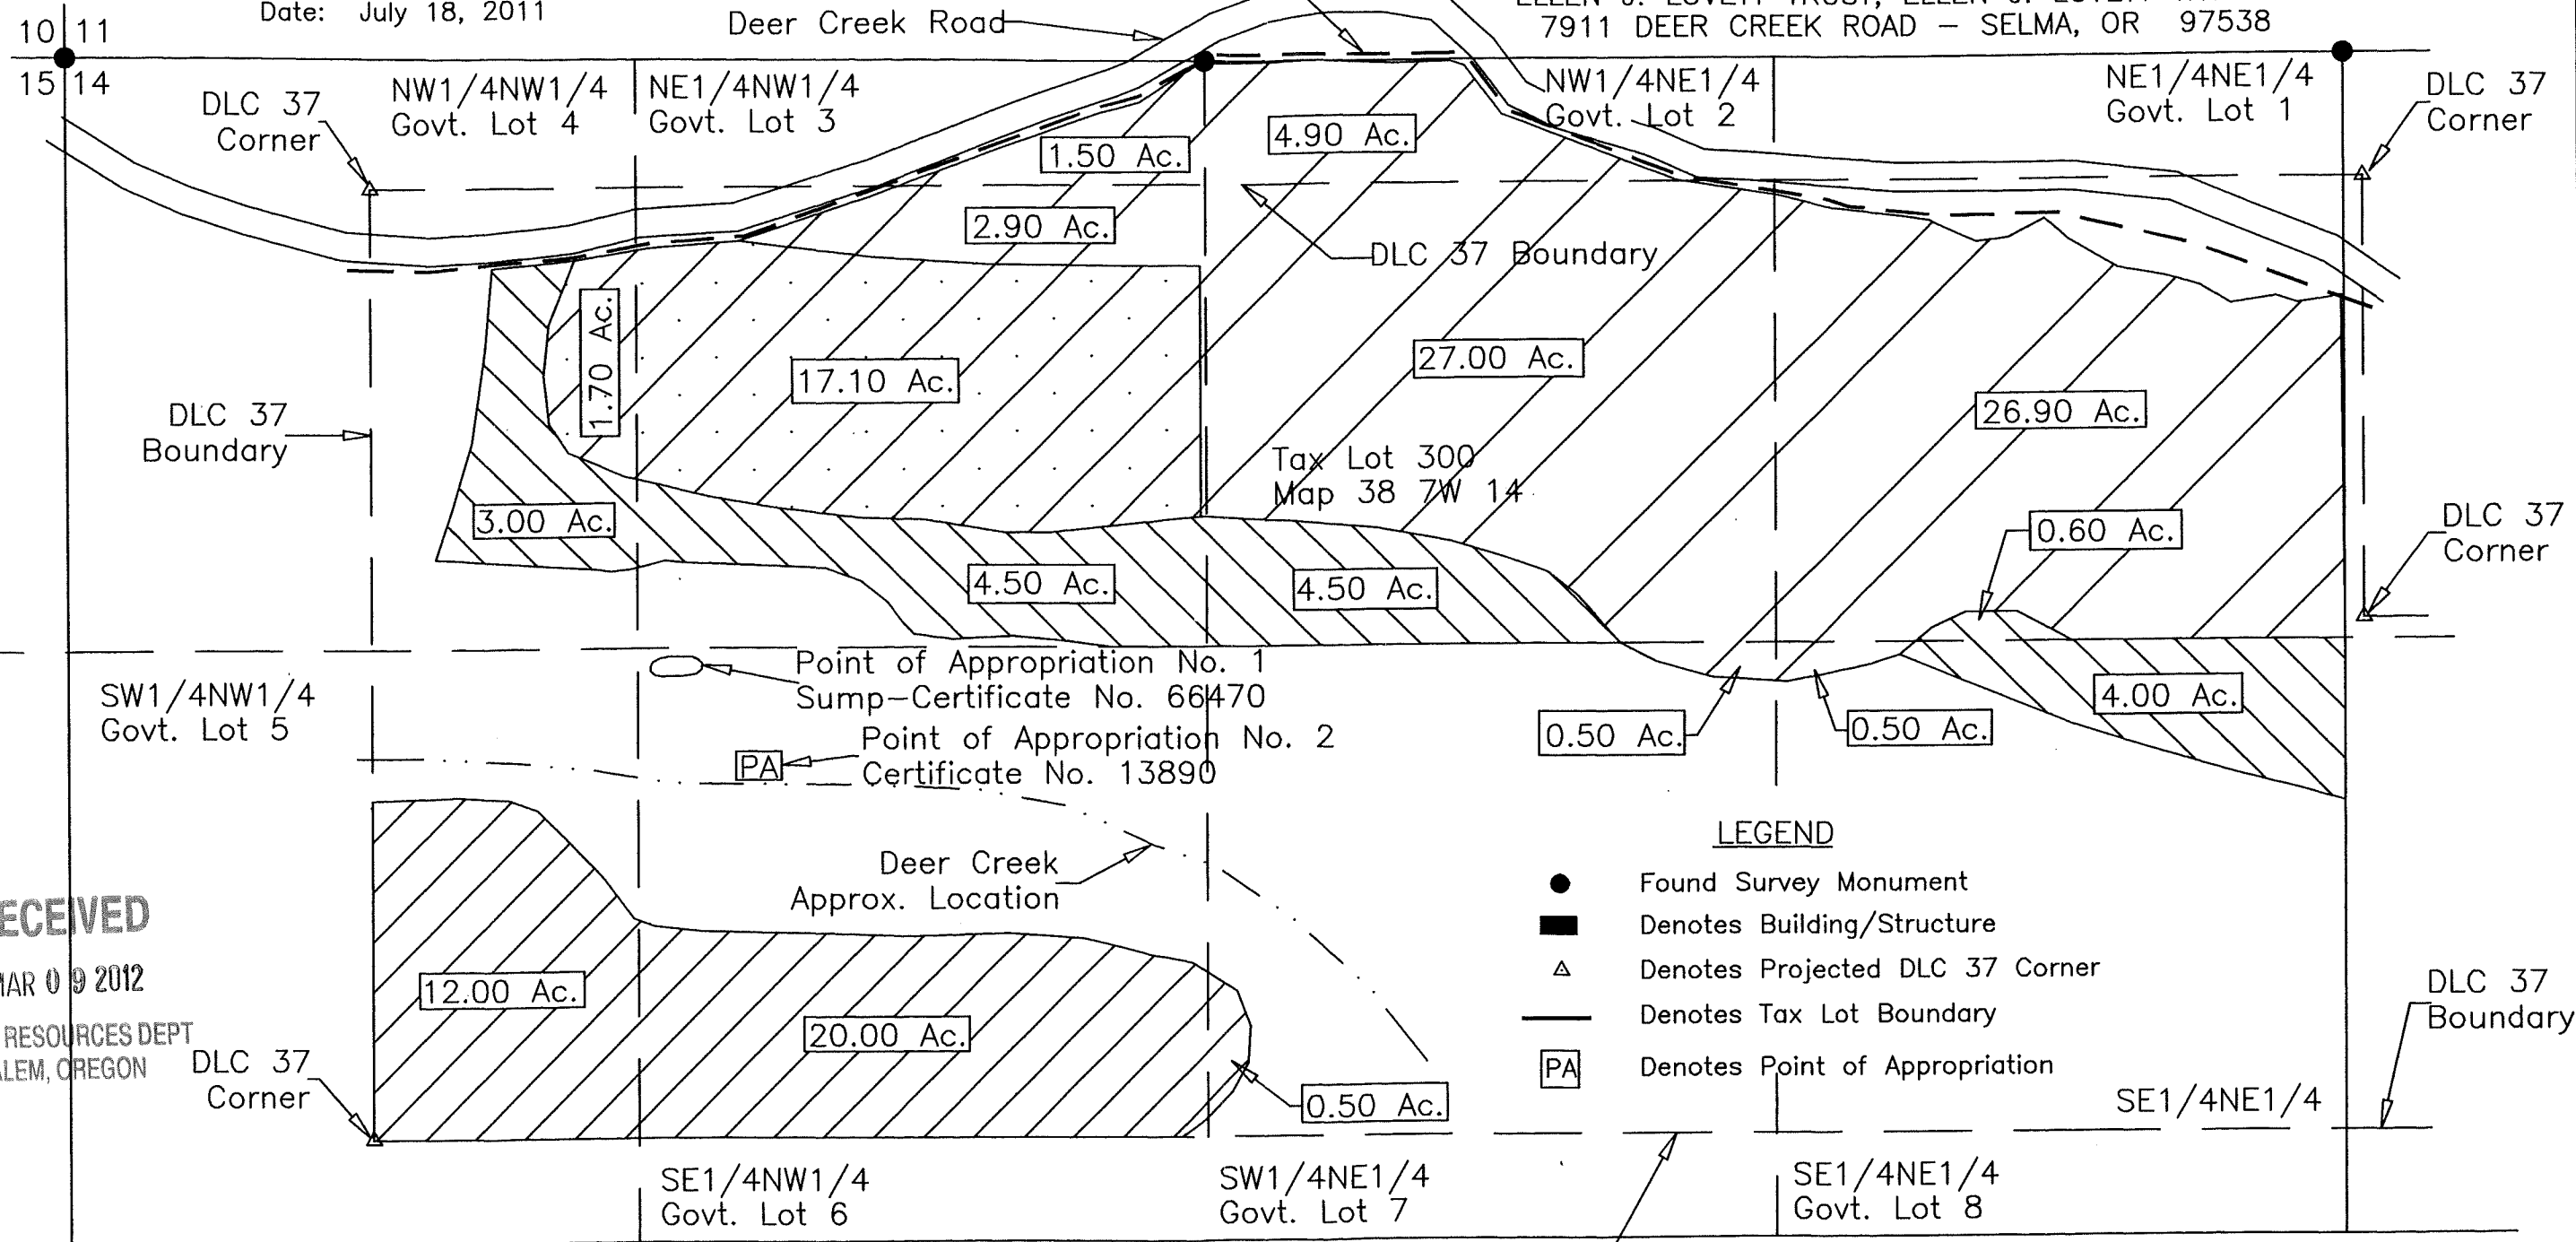 Date: July 18, 2011
7911 DEER CREEK ROAD – SELMA, OR 97538
Deer Creek Road
10 11
15 14
NW1/4NW1/4
Govt. Lot 4
NE1/4NW1/4
Govt. Lot 3
NW1/4NE1/4
Govt. Lot 2
NE1/4NE1/4
Govt. Lot 1
DLC 37
Corner
DLC 37
Corner
1.50 Ac.
4.90 Ac.
2.90 Ac.
DLC 37 Boundary
1.70 Ac.
17.10 Ac.
27.00 Ac.
26.90 Ac.
DLC 37
Boundary
Tax Lot 300
Map 38 7W 14
3.00 Ac.
0.60 Ac.
DLC 37
Corner
4.50 Ac.
4.50 Ac.
Point of Appropriation No. 1
Sump-Certificate No. 66470
SW1/4NW1/4
Govt. Lot 5
4.00 Ac.
0.50 Ac.
0.50 Ac.
PA
Point of Appropriation No. 2
Certificate No. 13890
Deer Creek
Approx. Location
LEGEND
Found Survey Monument
Denotes Building/Structure
Denotes Projected DLC 37 Corner
Denotes Tax Lot Boundary
PA Denotes Point of Appropriation
ECEIVED
MAR 09 2012
RESOURCES DEPT
ALEM, OREGON
12.00 Ac.
20.00 Ac.
0.50 Ac.
DLC 37
Corner
DLC 37
Boundary
SE1/4NE1/4
SE1/4NW1/4
Govt. Lot 6
SW1/4NE1/4
Govt. Lot 7
SE1/4NE1/4
Govt. Lot 8